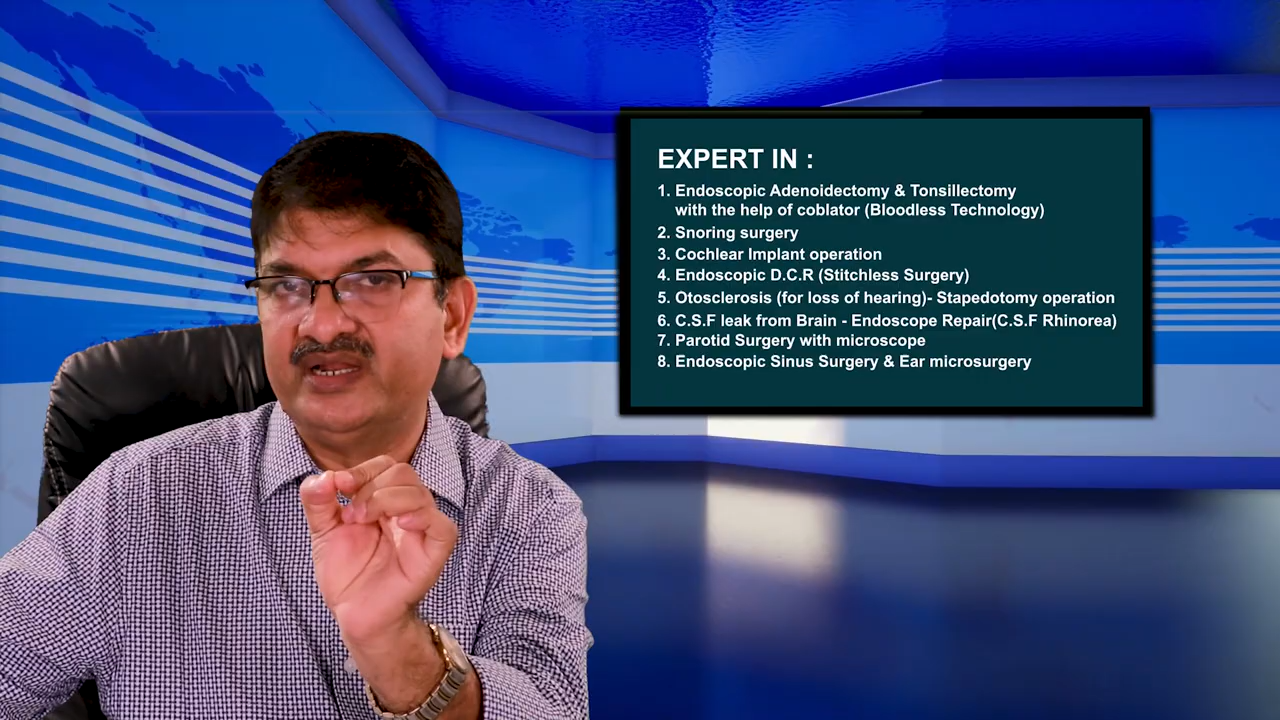 EXPERT IN :
1. Endoscopic Adenoidectomy & Tonsillectomy
with the help of coblator (Bloodless Technology)
2. Snoring surgery
3. Cochlear Implant operation
4. Endoscopic D.C.R (Stitchless Surgery)
5. Otosclerosis (for loss of hearing)- Stapedotomy operation
6. C.S.F leak from Brain - Endoscope Repair(C.S.F Rhinorea)
7. Parotid Surgery with microscope
8. Endoscopic Sinus Surgery & Ear microsurgery